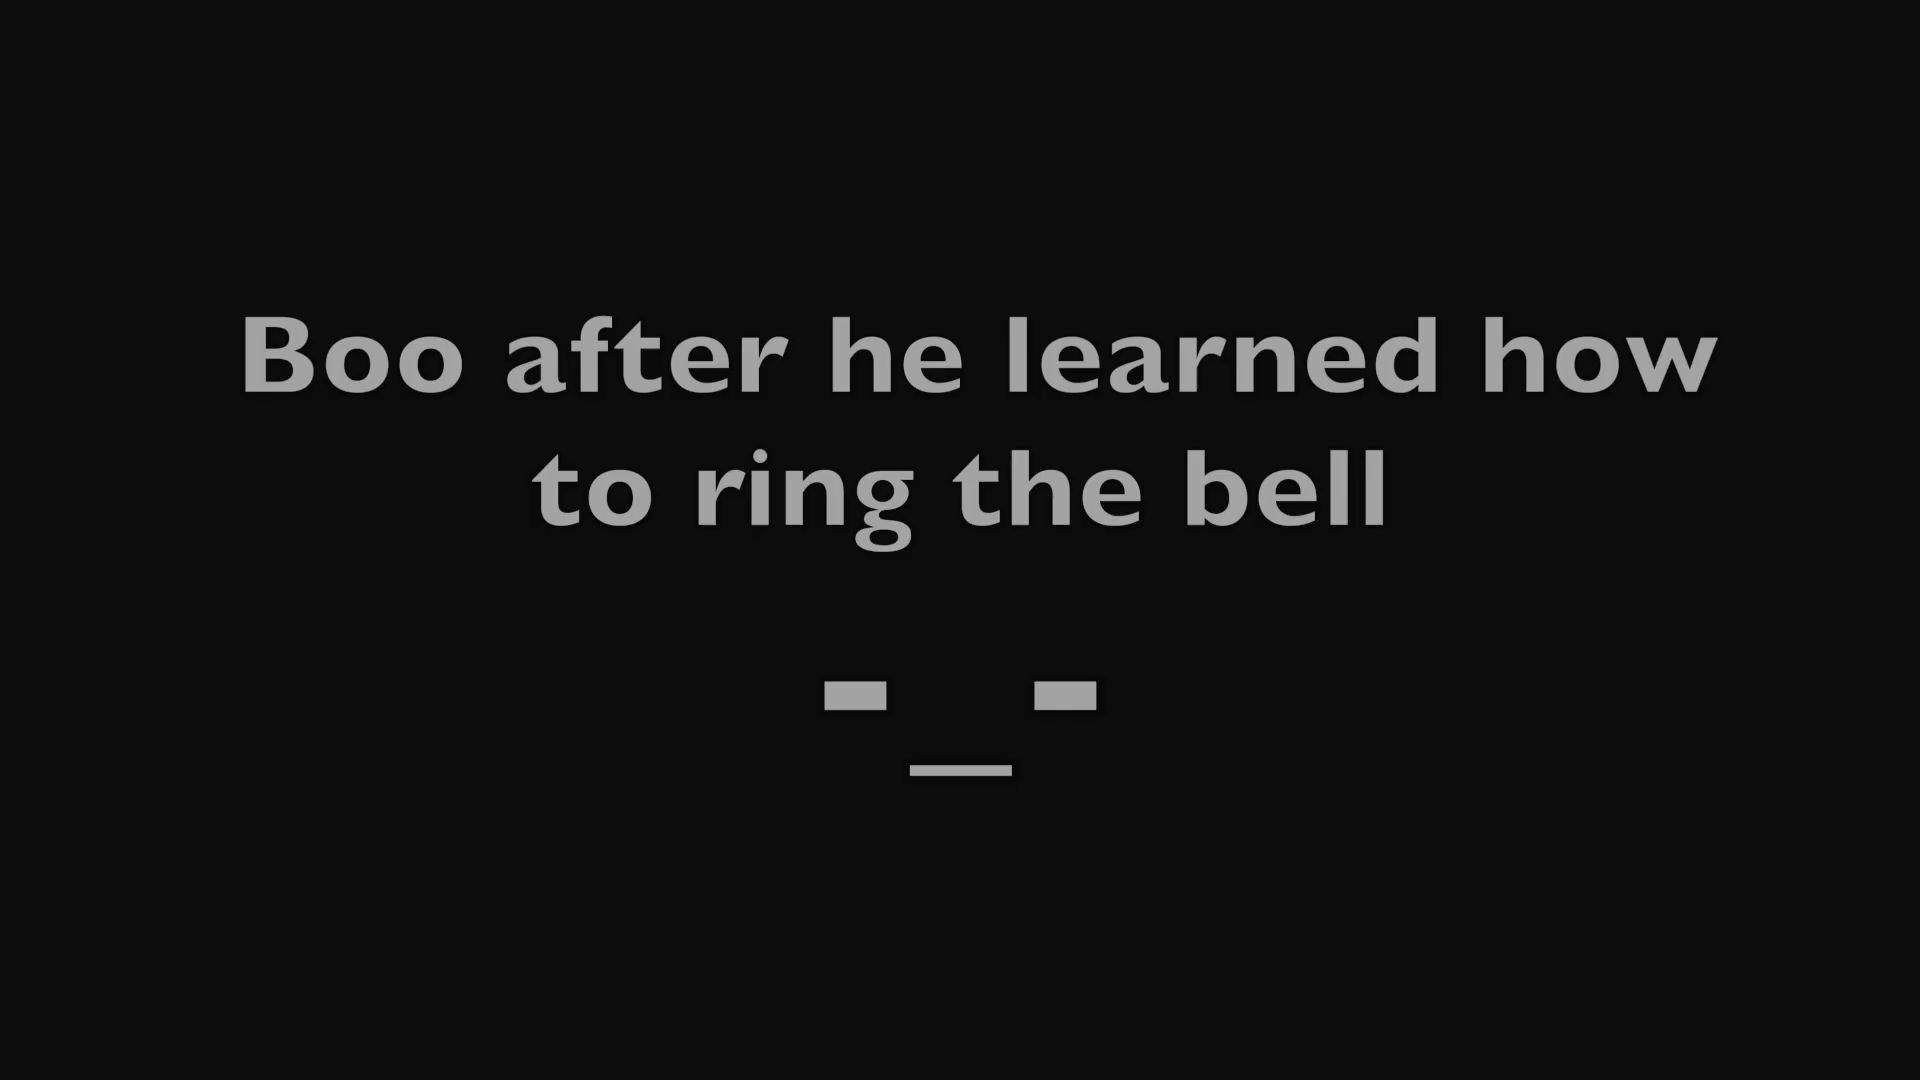 Boo after he learned how
to ring the bell
-_-